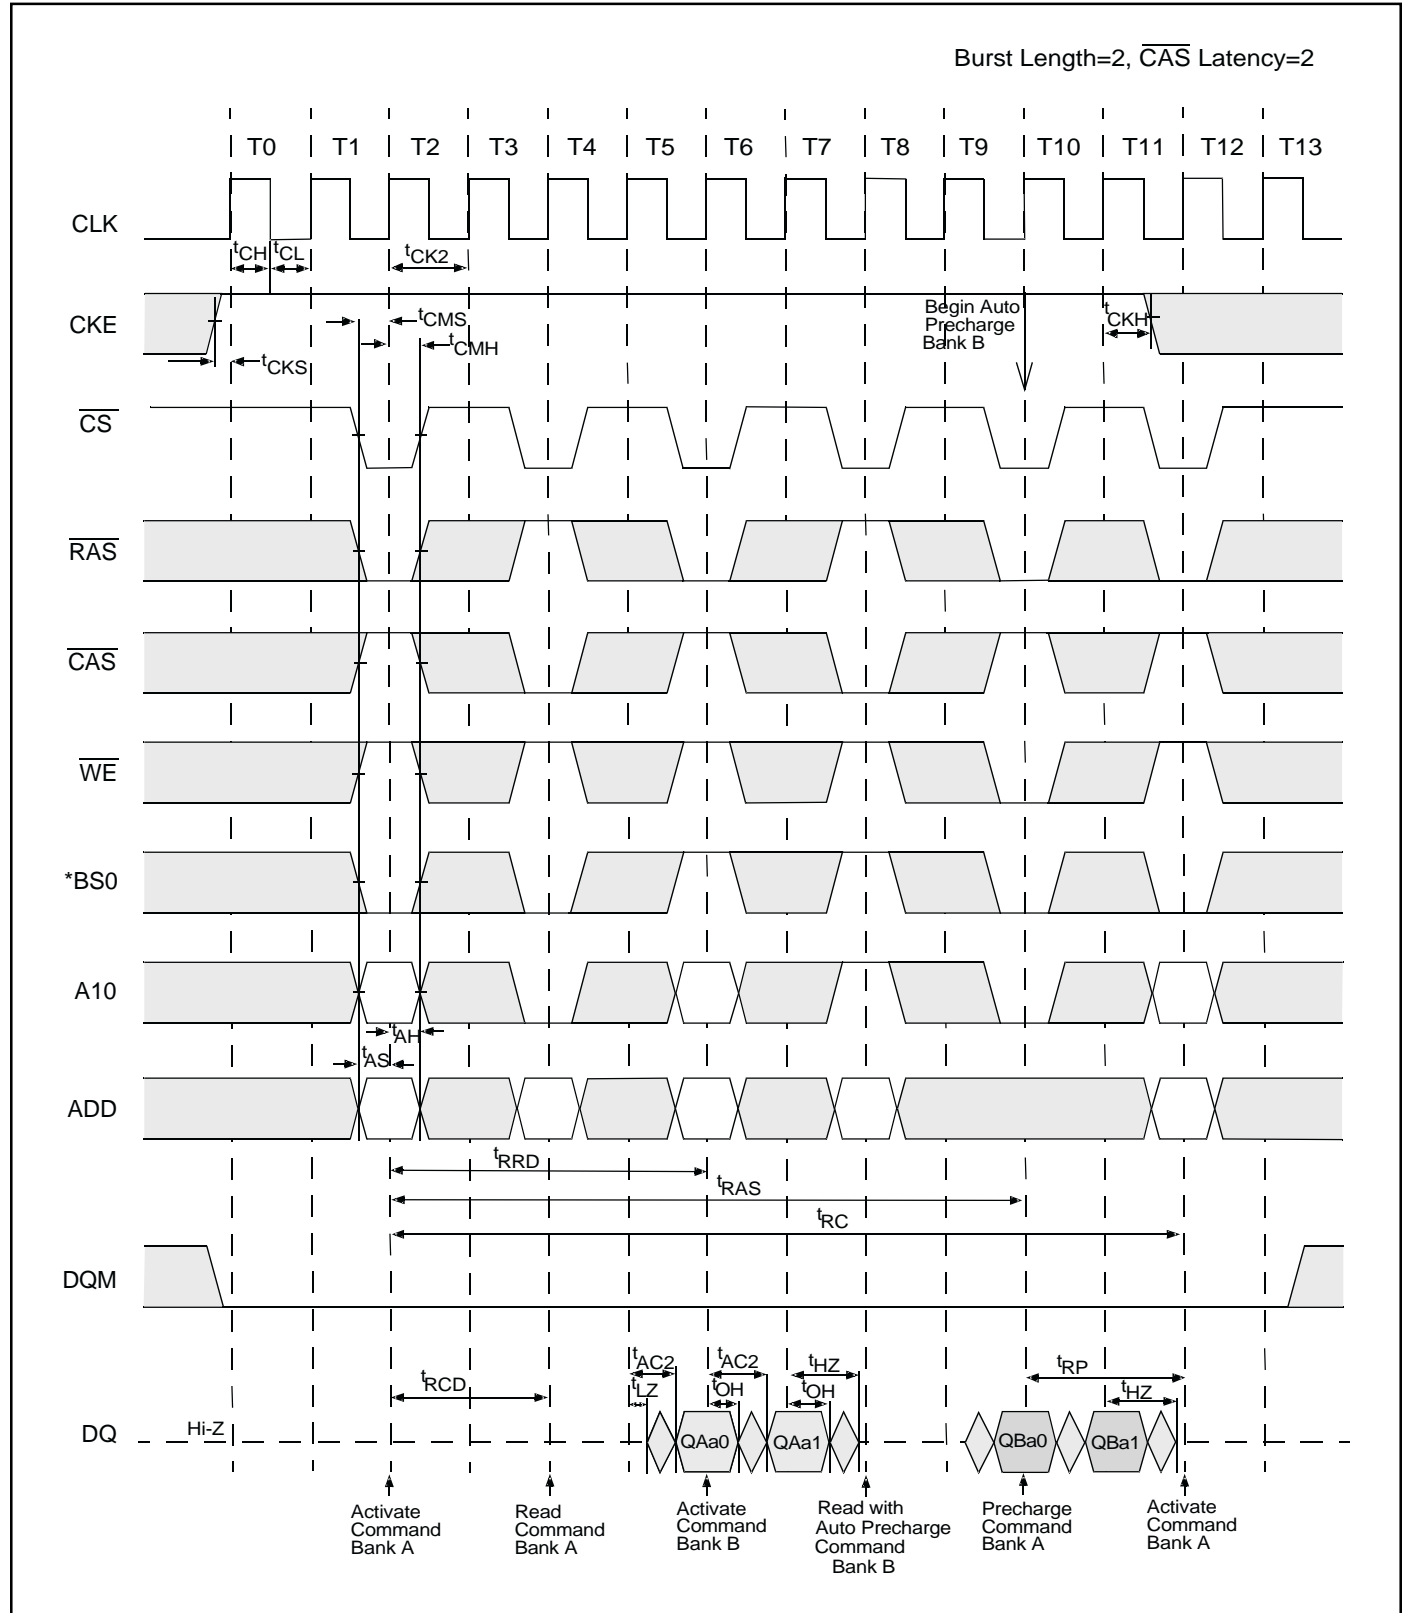 Burst Length=2, CAS Latency=2
T0 T1 T2 T3 T4 T5 T6 T7 T8 T9 T10 T11 T12 T13
CLK
tCH tCL tCK2
CKE
tCMS
tCMH
tCKS
Begin Auto
Precharge
Bank B
tCKH
CS
RAS
CAS
WE
*BS0
A10
tAH
tAS
ADD
tRRD
tRAS
tRC
DQM
tRCD
tAC2 tAC2 tHZ tRP
tLZ tOH tOH tHZ
DQ
Hi-Z
QAa0 QAa1 QBa0 QBa1
Activate
Command
Bank A
Read
Command
Bank A
Activate
Command
Bank B
Read with
Auto Precharge
Command
Bank B
Precharge
Command
Bank A
Activate
Command
Bank A